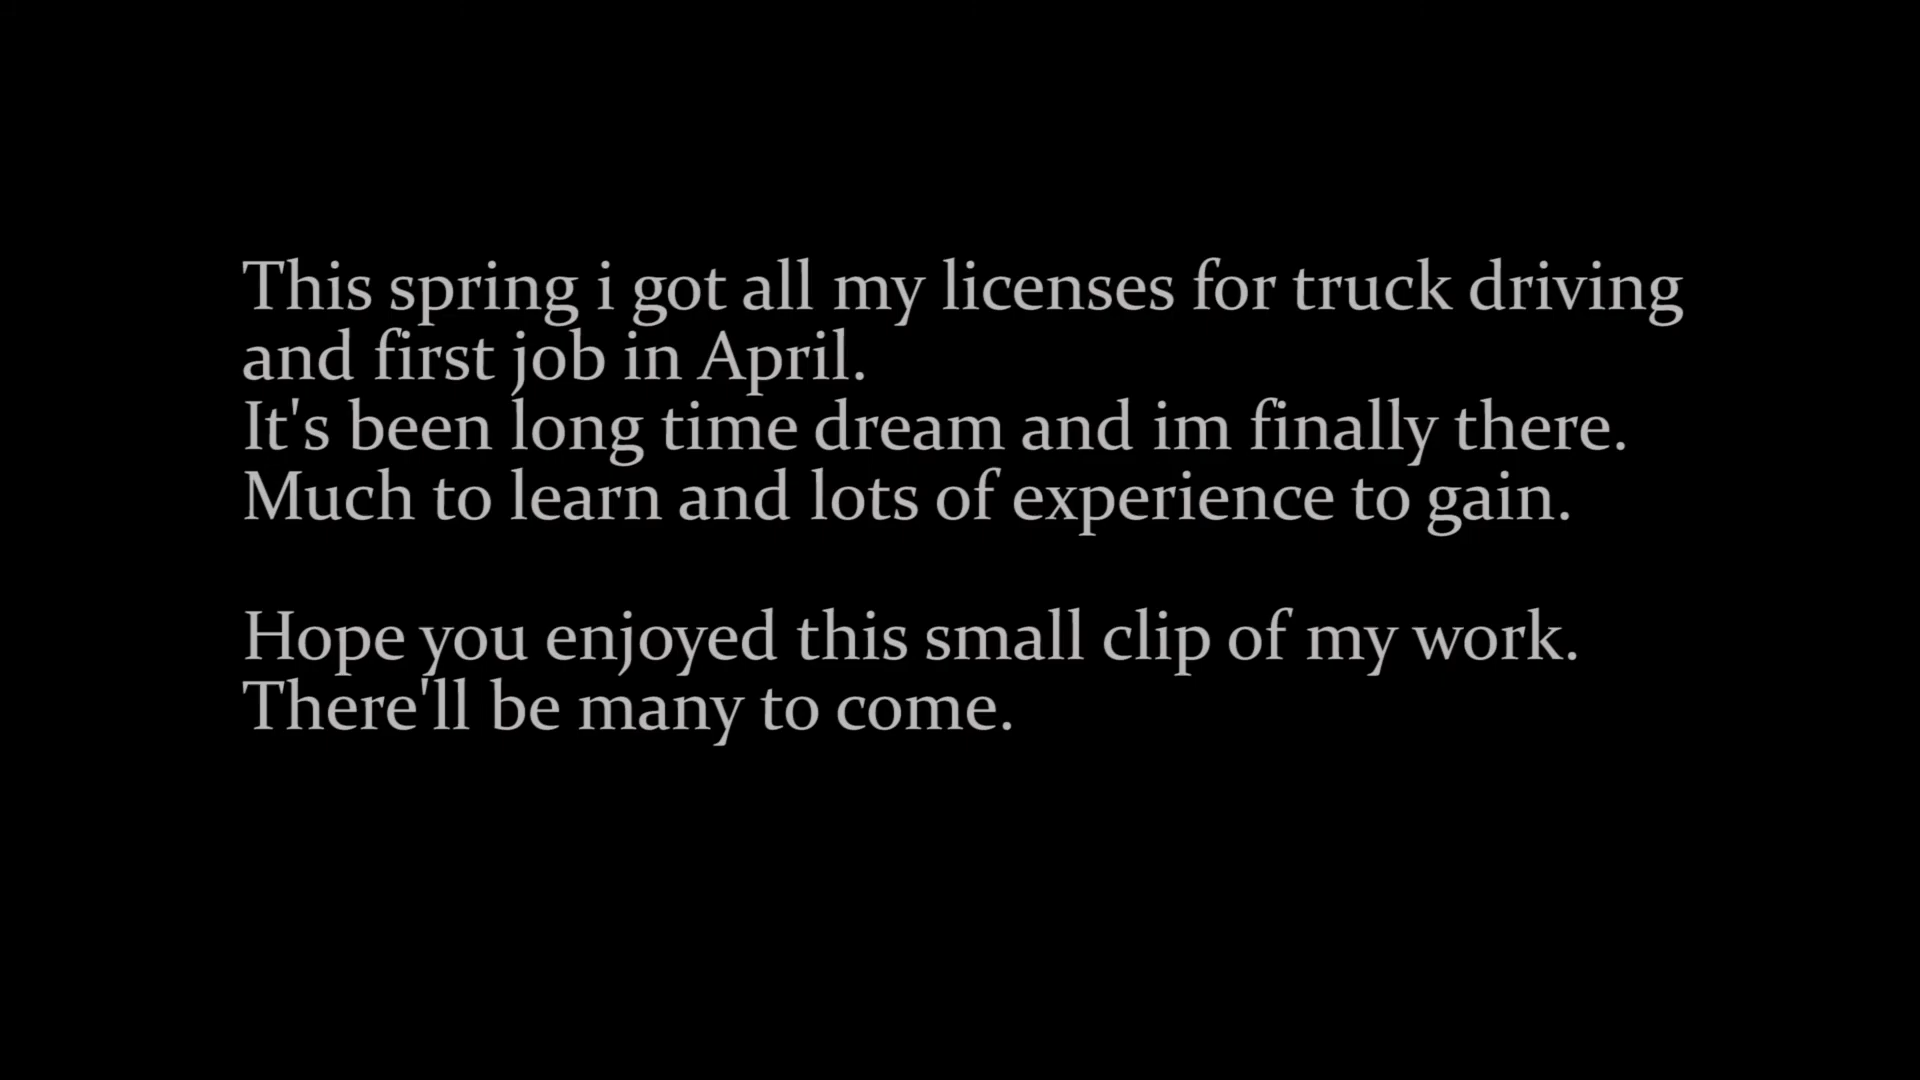 This spring i got all my licenses for truck driving
and first job in April.
It's been long time dream and im finally there.
Much to learn and lots of experience to gain.
Hope you enjoyed this small clip of my work.
There'll be many to come.